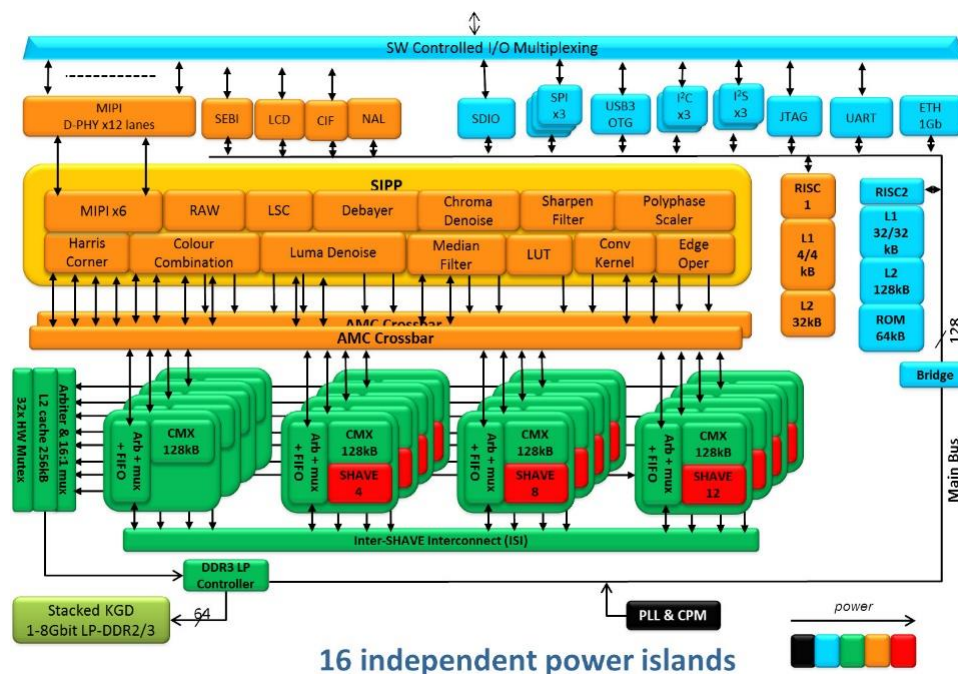 SW Controlled I/O Multiplexing
MIPI
D-PHY x12 lanes
SEBI
LCD
CIF
NAL
SDIO
SPI
x3
USB3
OTG
I²C
x3
I²S
x3
JTAG
UART
ETH
1Gb
SIPP
MIPI x6
RAW
LSC
Debayer
Chroma
Denoise
Sharpen
Filter
Polyphase
Scaler
Harris
Corner
Colour
Combination
Luma Denoise
Median
Filter
LUT
Conv
Kernel
Edge
Oper
RISC
1
L1
4/4
kB
L2
32kB
RISC2
L1
32/32
kB
L2
128kB
ROM
64kB
128
Bridge
Main Bus
AMC Crossbar
AMC Crossbar
32x HW Mutex
L2 cache 256kB
Arbiter & 16:1 mux
Arb + mux
+ FIFO
CMX
128kB
Arb + mux
+ FIFO
CMX
128kB
SHAVE
4
Arb + mux
+ FIFO
CMX
128kB
SHAVE
8
Arb + mux
+ FIFO
CMX
128kB
SHAVE
12
Inter-SHAVE Interconnect (ISI)
DDR3 LP
Controller
64
Stacked KGD
1-8Gbit LP-DDR2/3
PLL & CPM
power
16 independent power islands